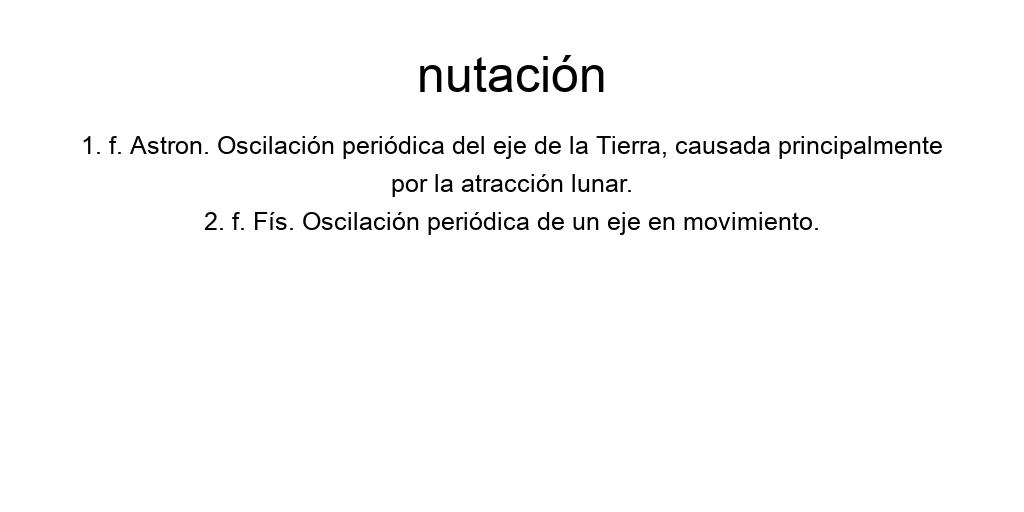 nutación
1. f. Astron. Oscilación periódica del eje de la Tierra, causada principalmente
por la atracción lunar.
2. f. Fís. Oscilación periódica de un eje en movimiento.